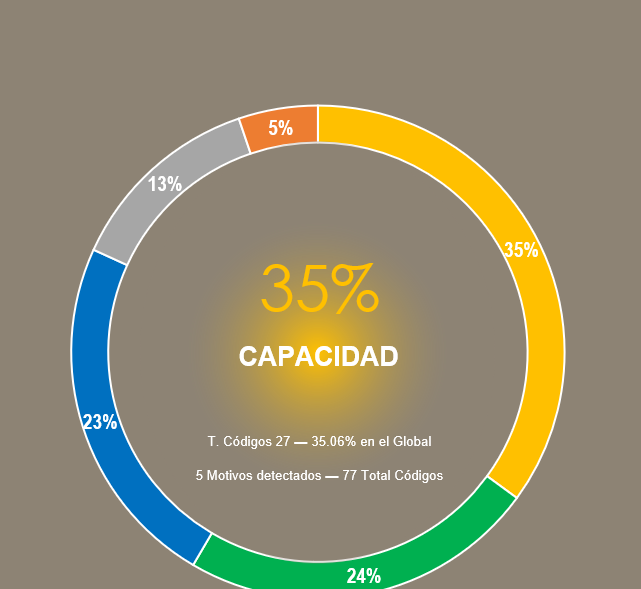 5%
13%
35%
35%
CAPACIDAD
23%
T. Códigos 27 — 35.06% en el Global
5 Motivos detectados — 77 Total Códigos
24%